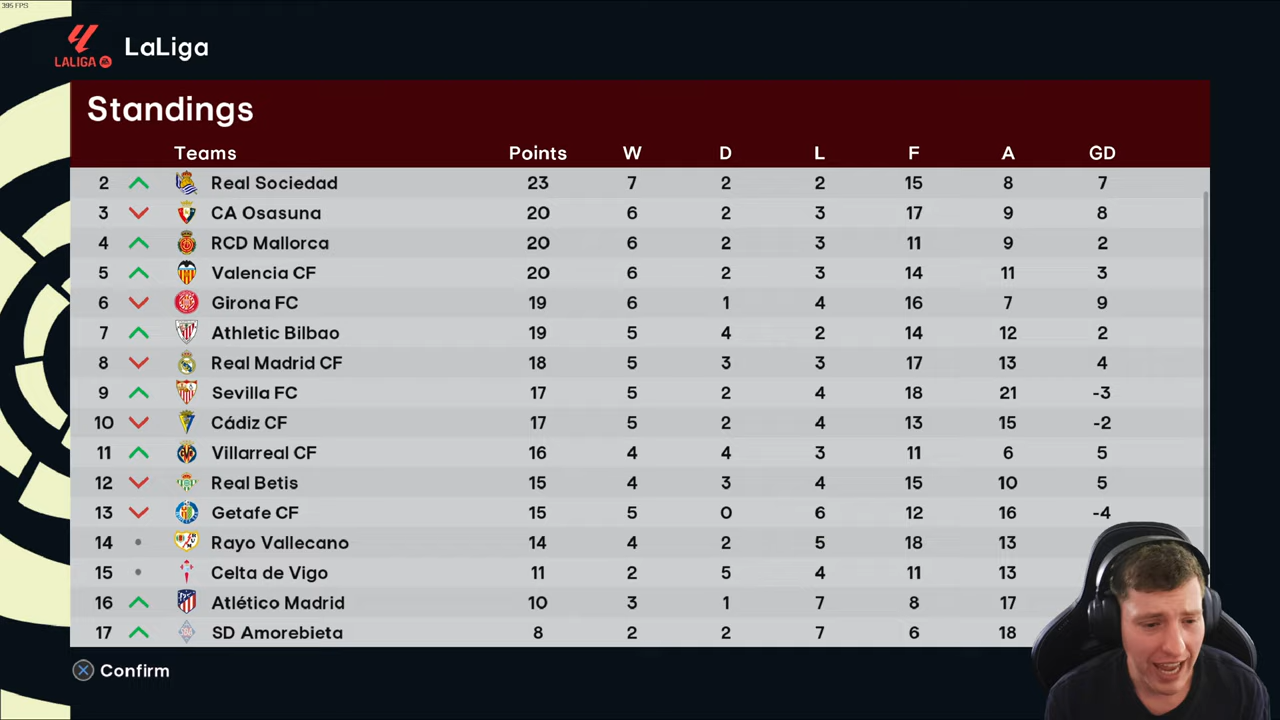 395 FPS
LALIGA EA
LaLiga
Standings
Teams Points W D L F A GD
2 Real Sociedad 23 7 2 2 15 8 7
3 CA Osasuna 20 6 2 3 17 9 8
4 RCD Mallorca 20 6 2 3 11 9 2
5 Valencia CF 20 6 2 3 14 11 3
6 Girona FC 19 6 1 4 16 7 9
7 Athletic Bilbao 19 5 4 2 14 12 2
8 Real Madrid CF 18 5 3 3 17 13 4
9 Sevilla FC 17 5 2 4 18 21 -3
10 Cádiz CF 17 5 2 4 13 15 -2
11 Villarreal CF 16 4 4 3 11 6 5
12 Real Betis 15 4 3 4 15 10 5
13 Getafe CF 15 5 0 6 12 16 -4
14 Rayo Vallecano 14 4 2 5 18 13
15 Celta de Vigo 11 2 5 4 11 13
16 Atlético Madrid 10 3 1 7 8 17
17 SD Amorebieta 8 2 2 7 6 18
Confirm